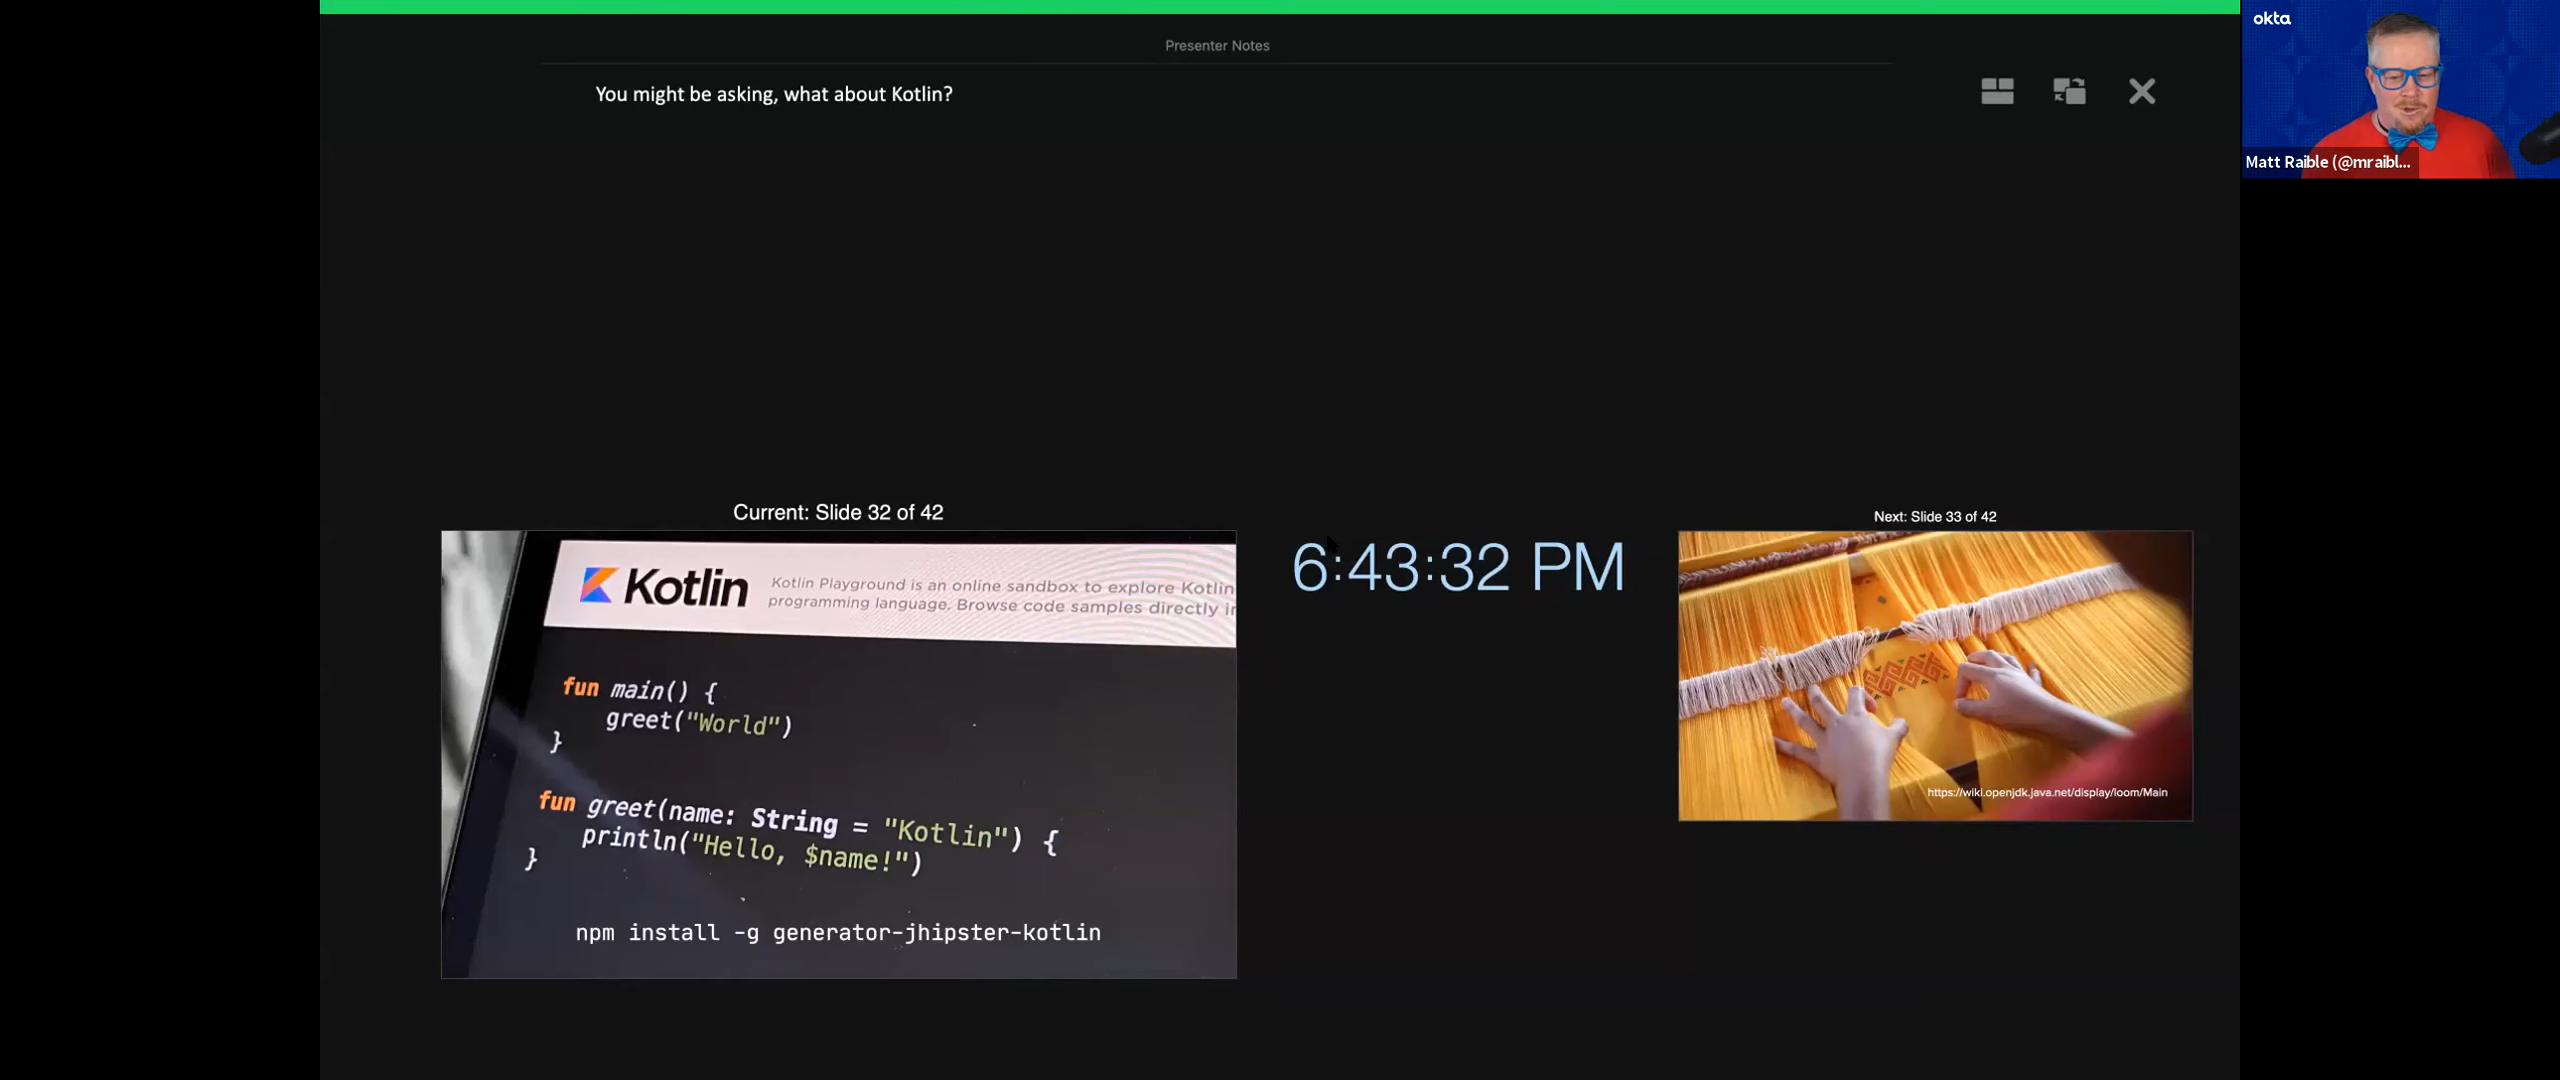 Presenter Notes
You might be asking, what about Kotlin?
okta
Matt Raible (@mraibl...
Current: Slide 32 of 42
Kotlin
Kotlin Playground is an online sandbox to explore Kotlin
programming language. Browse code samples directly in
fun main() {
greet("World")
}
fun greet(name: String = "Kotlin") {
println("Hello, $name!")
}
npm install -g generator-jhipster-kotlin
6:43:32 PM
Next: Slide 33 of 42
https://wiki.openjdk.java.net/display/loom/Main